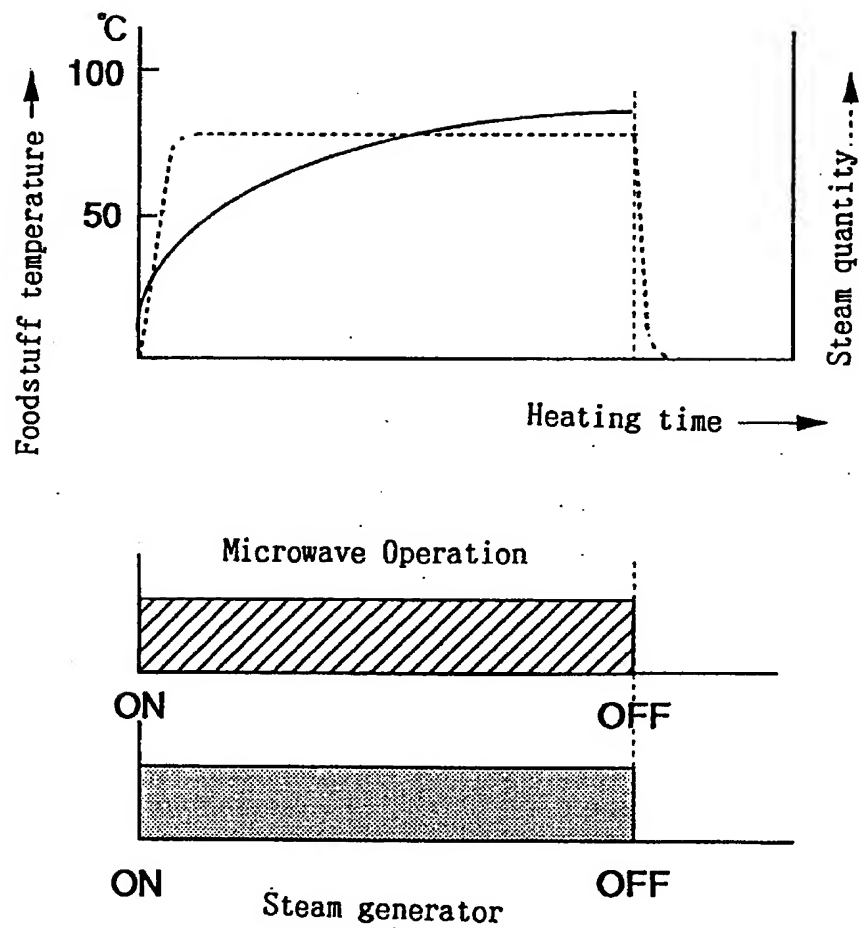 °C
100
50
Foodstuff temperature →
Steam quantity....→
Heating time →
Microwave Operation
ON OFF
ON OFF
Steam generator